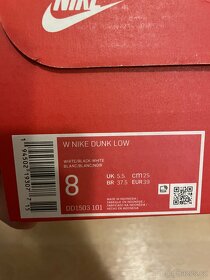 NIKE
W NIKE DUNK LOW
WHITE/BLACK-WHITE
BLANC/BLANC/NOIR
8
UK 5.5 CM 25
BR 37.5 EUR 39
DD1503 101